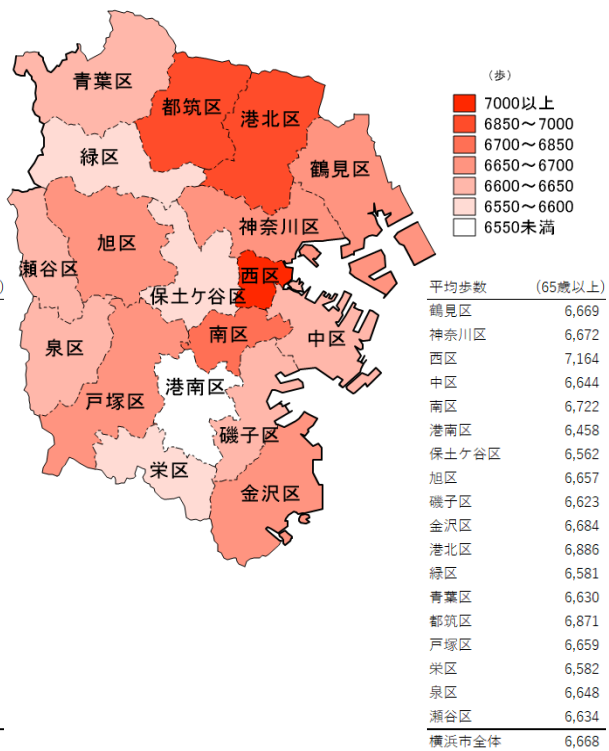 （歩）
7000以上
6850～7000
6700～6850
6650～6700
6600～6650
6550～6600
6550未満
青葉区
都筑区
港北区
緑区
鶴見区
神奈川区
旭区
瀬谷区
西区
保土ケ谷区
南区
中区
泉区
港南区
戸塚区
磯子区
栄区
金沢区
平均歩数 (65歳以上)
鶴見区 6,669
神奈川区 6,672
西区 7,164
中区 6,644
南区 6,722
港南区 6,458
保土ケ谷区 6,562
旭区 6,657
磯子区 6,623
金沢区 6,684
港北区 6,886
緑区 6,581
青葉区 6,630
都筑区 6,871
戸塚区 6,659
栄区 6,582
泉区 6,648
瀬谷区 6,634
横浜市全体 6,668